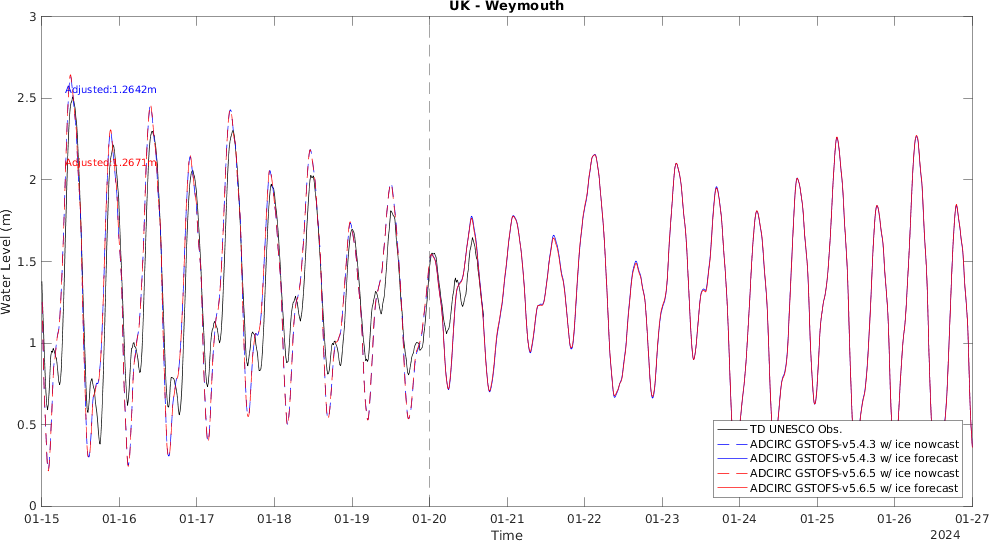 UK - Weymouth
3
2.5
2
1.5
1
0.5
0
Water Level (m)
Adjusted:1.2642m
Adjusted:1.2671m
TD UNESCO Obs.
ADCIRC GSTOFS-v5.4.3 w/ ice nowcast
ADCIRC GSTOFS-v5.4.3 w/ ice forecast
ADCIRC GSTOFS-v5.6.5 w/ ice nowcast
ADCIRC GSTOFS-v5.6.5 w/ ice forecast
01-15 01-16 01-17 01-18 01-19 01-20 01-21 01-22 01-23 01-24 01-25 01-26 01-27
Time
2024